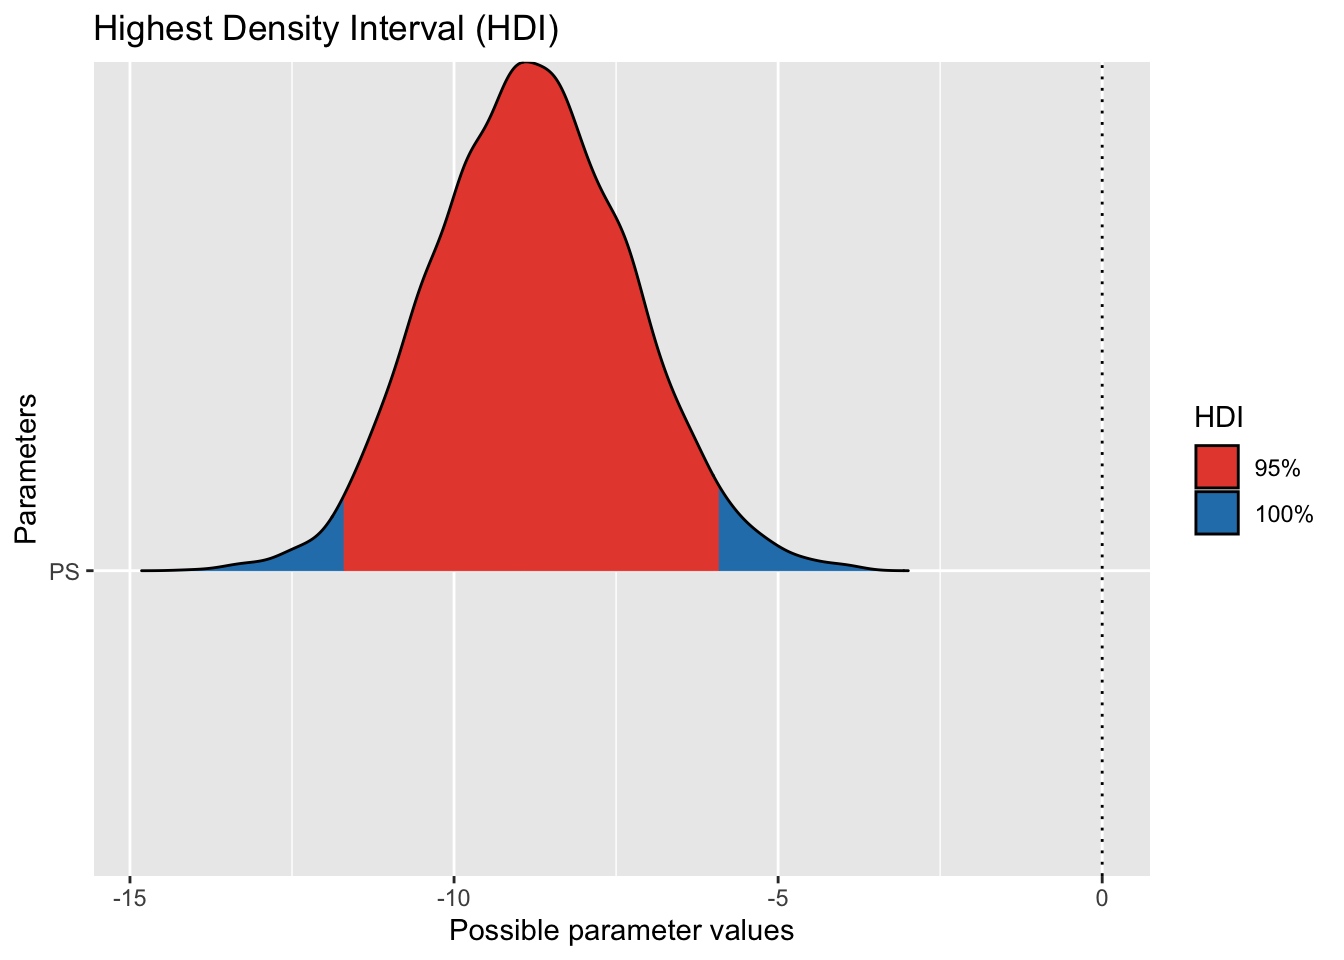 Highest Density Interval (HDI)
Parameters
PS
HDI
95%
100%
-15 -10 -5 0
Possible parameter values